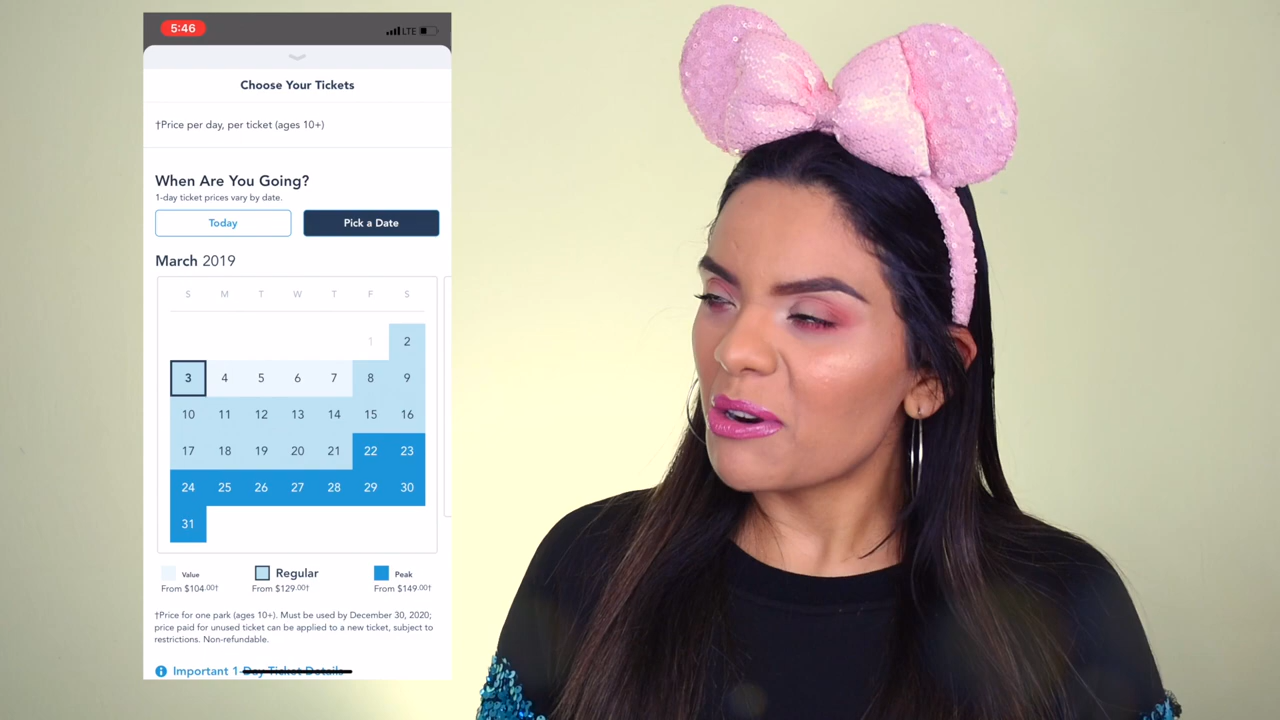 5:46
LTE
Choose Your Tickets
†Price per day, per ticket (ages 10+)
When Are You Going?
1-day ticket prices vary by date.
Today Pick a Date
March 2019
S M T W T F S
1 2
3 4 5 6 7 8 9
10 11 12 13 14 15 16
17 18 19 20 21 22 23
24 25 26 27 28 29 30
31
Value Regular Peak
From $104.00† From $129.00† From $149.00†
†Price for one park (ages 10+). Must be used by December 30, 2020;
price paid for unused ticket can be applied to a new ticket, subject to
restrictions. Non-refundable.
Important 1-Day Ticket Details